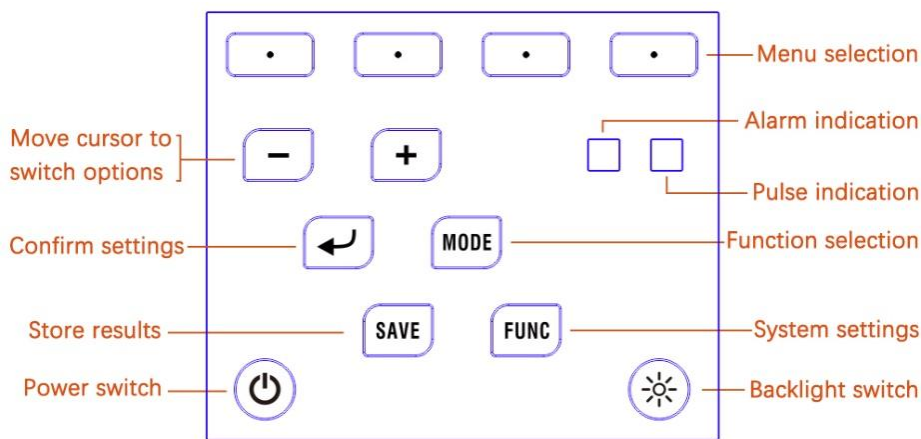 Menu selection
Alarm indication
Move cursor to
switch options
− +
Pulse indication
Confirm settings
MODE
Function selection
Store results
SAVE
FUNC
System settings
Power switch
Backlight switch